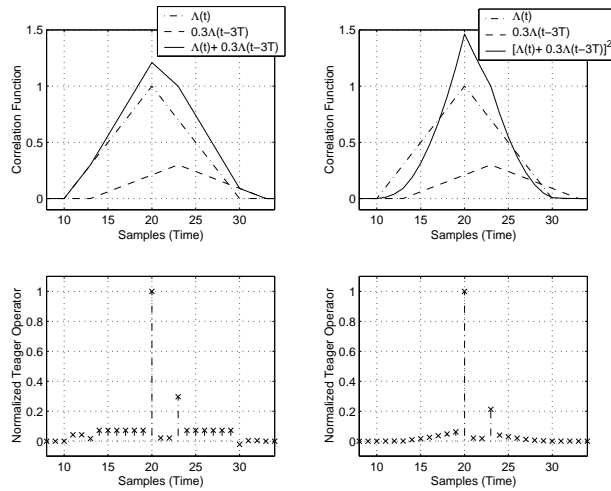 Λ(t)
0.3Λ(t−3T)
Λ(t)+ 0.3Λ(t−3T)
Correlation Function
1.5
1
0.5
0
10 15 20 25 30
Samples (Time)
Λ(t)
0.3Λ(t−3T)
[Λ(t)+ 0.3Λ(t−3T)]²
Correlation Function
1.5
1
0.5
0
10 15 20 25 30
Samples (Time)
Normalized Teager Operator
1
0.8
0.6
0.4
0.2
0
10 15 20 25 30
Samples (Time)
Normalized Teager Operator
1
0.8
0.6
0.4
0.2
0
10 15 20 25 30
Samples (Time)